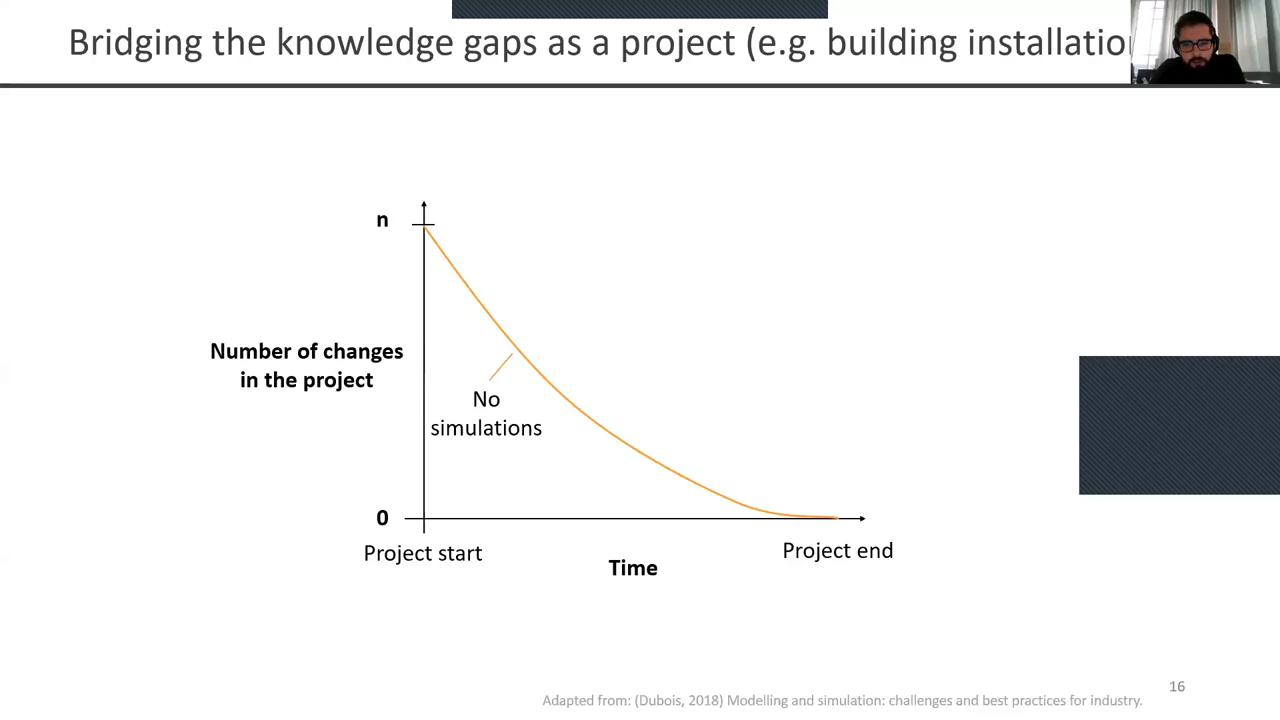 Bridging the knowledge gaps as a project (e.g. building installatio
n
Number of changes
in the project
No
simulations
0
Project start
Project end
Time
16
Adapted from: (Dubois, 2018) Modelling and simulation: challenges and best practices for industry.